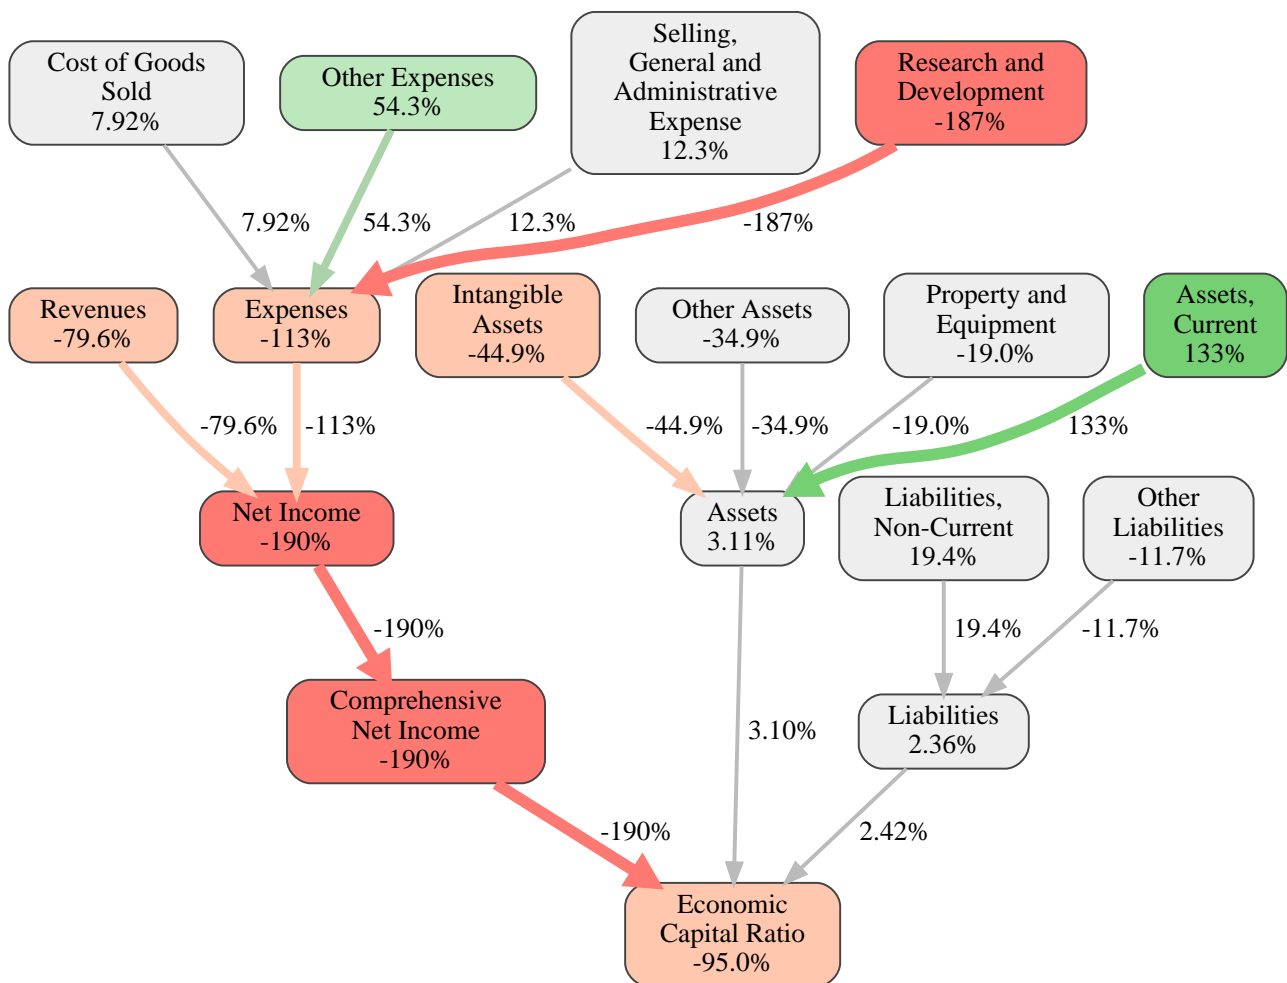 Cost of Goods
Sold
7.92%
Other Expenses
54.3%
Selling,
General and
Administrative
Expense
12.3%
Research and
Development
-187%
7.92%
54.3%
12.3%
-187%
Revenues
-79.6%
Expenses
-113%
Intangible
Assets
-44.9%
Other Assets
-34.9%
Property and
Equipment
-19.0%
Assets,
Current
133%
-79.6%
-113%
-44.9%
-34.9%
-19.0%
133%
Net Income
-190%
Assets
3.11%
Liabilities,
Non-Current
19.4%
Other
Liabilities
-11.7%
-190%
19.4%
-11.7%
Comprehensive
Net Income
-190%
3.10%
Liabilities
2.36%
-190%
2.42%
Economic
Capital Ratio
-95.0%